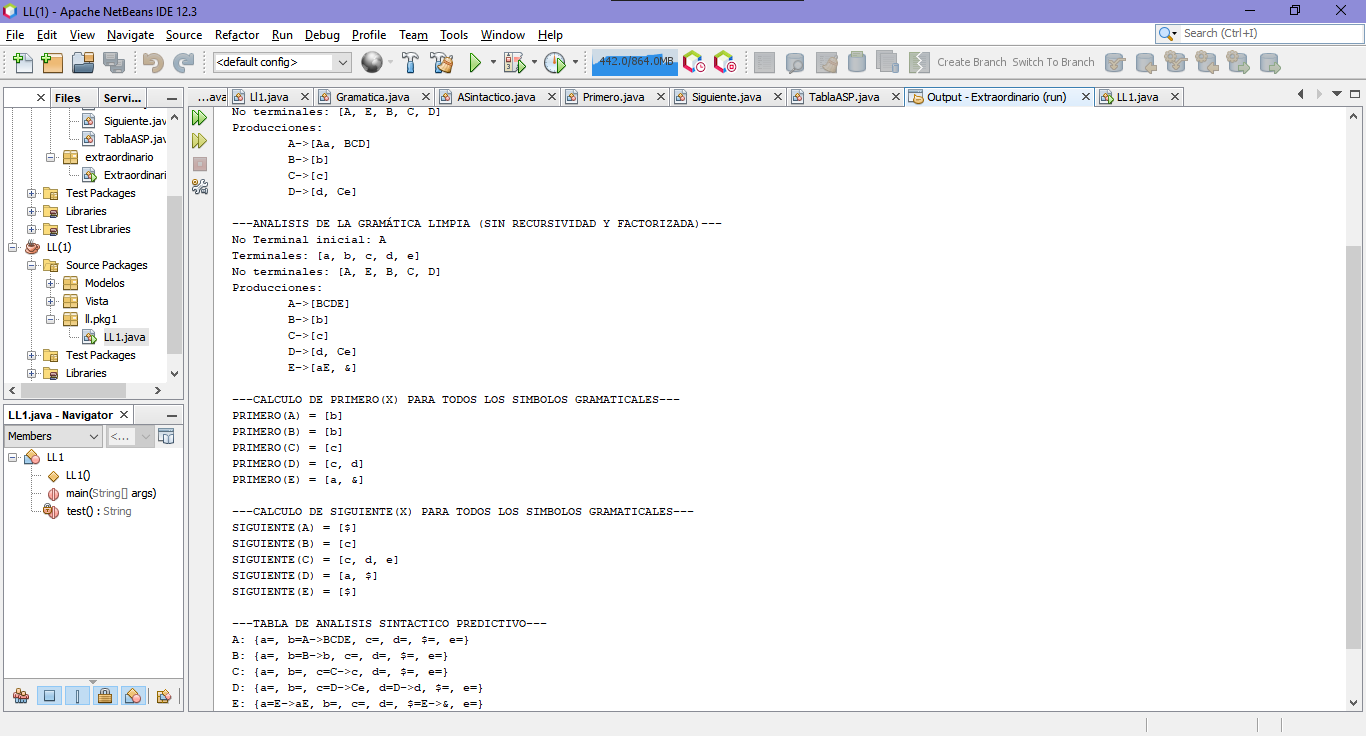 LL(1) - Apache NetBeans IDE 12.3
File Edit View Navigate Source Refactor Run Debug Profile Team Tools Window Help
Search (Ctrl+I)
<default config>
442.0/864.0MB
Create Branch Switch To Branch
Files Servi...
...ava Ll1.java Gramatica.java ASintactico.java Primero.java Siguiente.java TablaASP.java Output - Extraordinario (run) LL1.java
Siguiente.jav
TablaASP.jav
extraordinario
Extraordinari
Test Packages
Libraries
Test Libraries
LL(1)
Source Packages
Modelos
Vista
ll.pkg1
LL1.java
Test Packages
Libraries
LL1.java - Navigator
Members
<...
LL1
LL1()
main(String[] args)
test() : String
No terminales: [A, E, B, C, D]
Producciones:
A->[Aa, BCD]
B->[b]
C->[c]
D->[d, Ce]
---ANALISIS DE LA GRAMÁTICA LIMPIA (SIN RECURSIVIDAD Y FACTORIZADA)---
No Terminal inicial: A
Terminales: [a, b, c, d, e]
No terminales: [A, E, B, C, D]
Producciones:
A->[BCDE]
B->[b]
C->[c]
D->[d, Ce]
E->[aE, &]
---CALCULO DE PRIMERO(X) PARA TODOS LOS SIMBOLOS GRAMATICALES---
PRIMERO(A) = [b]
PRIMERO(B) = [b]
PRIMERO(C) = [c]
PRIMERO(D) = [c, d]
PRIMERO(E) = [a, &]
---CALCULO DE SIGUIENTE(X) PARA TODOS LOS SIMBOLOS GRAMATICALES---
SIGUIENTE(A) = [$]
SIGUIENTE(B) = [c]
SIGUIENTE(C) = [c, d, e]
SIGUIENTE(D) = [a, $]
SIGUIENTE(E) = [$]
---TABLA DE ANALISIS SINTACTICO PREDICTIVO---
A: {a=, b=A->BCDE, c=, d=, $=, e=}
B: {a=, b=B->b, c=, d=, $=, e=}
C: {a=, b=, c=C->c, d=, $=, e=}
D: {a=, b=, c=D->Ce, d=D->d, $=, e=}
E: {a=E->aE, b=, c=, d=, $=E->&, e=}